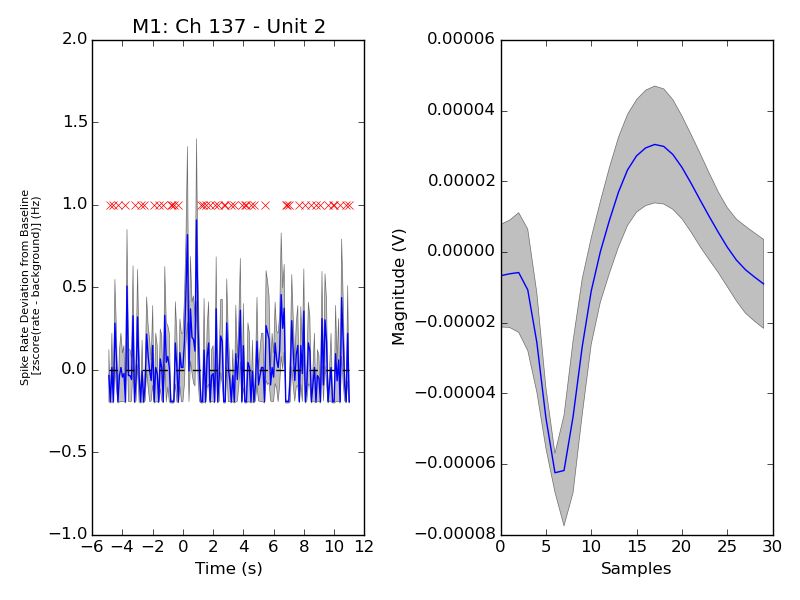 M1: Ch 137 - Unit 2
2.0
1.5
1.0
0.5
0.0
−0.5
−1.0
Spike Rate Deviation from Baseline
[zscore(rate - background)] (Hz)
−6 −4 −2 0 2 4 6 8 10 12
Time (s)
0.00006
0.00004
0.00002
0.00000
−0.00002
−0.00004
−0.00006
−0.00008
Magnitude (V)
0 5 10 15 20 25 30
Samples